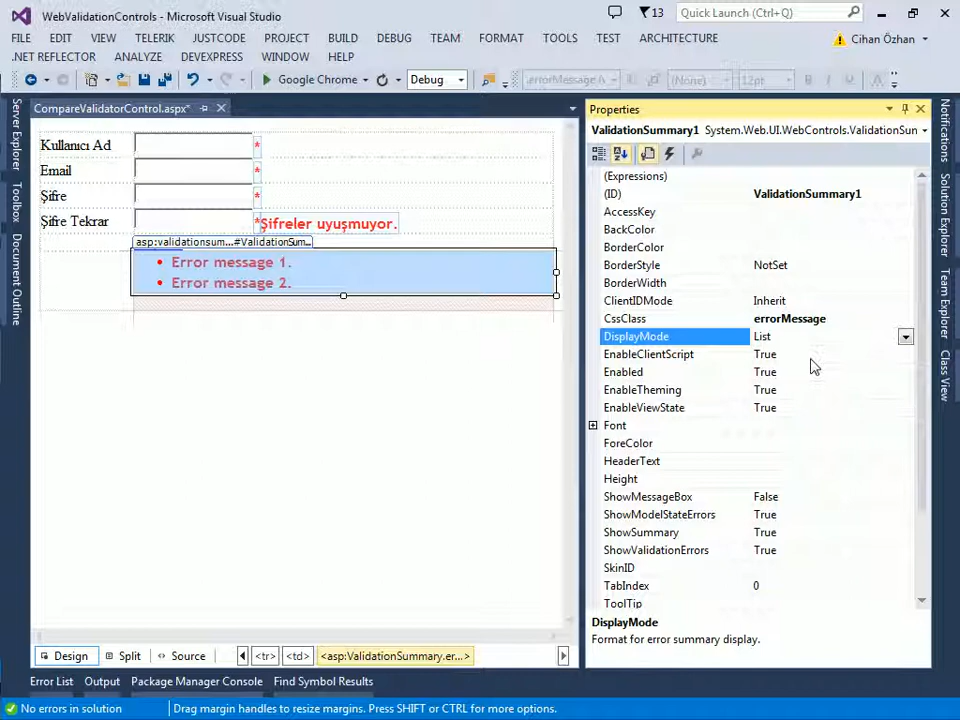 WebValidationControls - Microsoft Visual Studio
13
Quick Launch (Ctrl+Q)
FILE EDIT VIEW TELERIK JUSTCODE PROJECT BUILD DEBUG TEAM FORMAT TOOLS TEST ARCHITECTURE
Cihan Özhan
.NET REFLECTOR ANALYZE DEVEXPRESS WINDOW HELP
Google Chrome Debug errorMessage (None) 12pt B I U A
CompareValidatorControl.aspx*
Kullanıcı Ad *
Email *
Şifre *
Şifre Tekrar *Şifreler uyuşmuyor.
asp:validationsum...#ValidationSum...
• Error message 1.
• Error message 2.
Design Split Source <tr> <td> <asp:ValidationSummary.er...>
Server Explorer
Toolbox
Document Outline
Properties
ValidationSummary1 System.Web.UI.WebControls.ValidationSun
(Expressions)
(ID) ValidationSummary1
AccessKey
BackColor
BorderColor
BorderStyle NotSet
BorderWidth
ClientIDMode Inherit
CssClass errorMessage
DisplayMode List
EnableClientScript True
Enabled True
EnableTheming True
EnableViewState True
Font
ForeColor
HeaderText
Height
ShowMessageBox False
ShowModelStateErrors True
ShowSummary True
ShowValidationErrors True
SkinID
TabIndex 0
ToolTip
DisplayMode
Format for error summary display.
Notifications
Solution Explorer
Team Explorer
Class View
Error List Output Package Manager Console Find Symbol Results
No errors in solution Drag margin handles to resize margins. Press SHIFT or CTRL for more options.